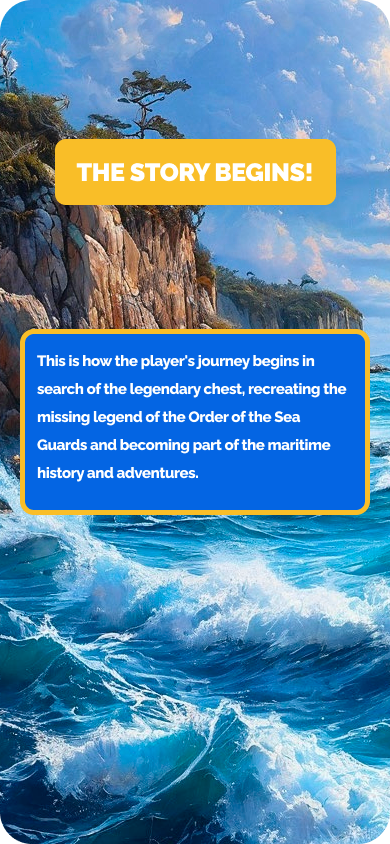 THE STORY BEGINS!
This is how the player's journey begins in
search of the legendary chest, recreating the
missing legend of the Order of the Sea
Guards and becoming part of the maritime
history and adventures.